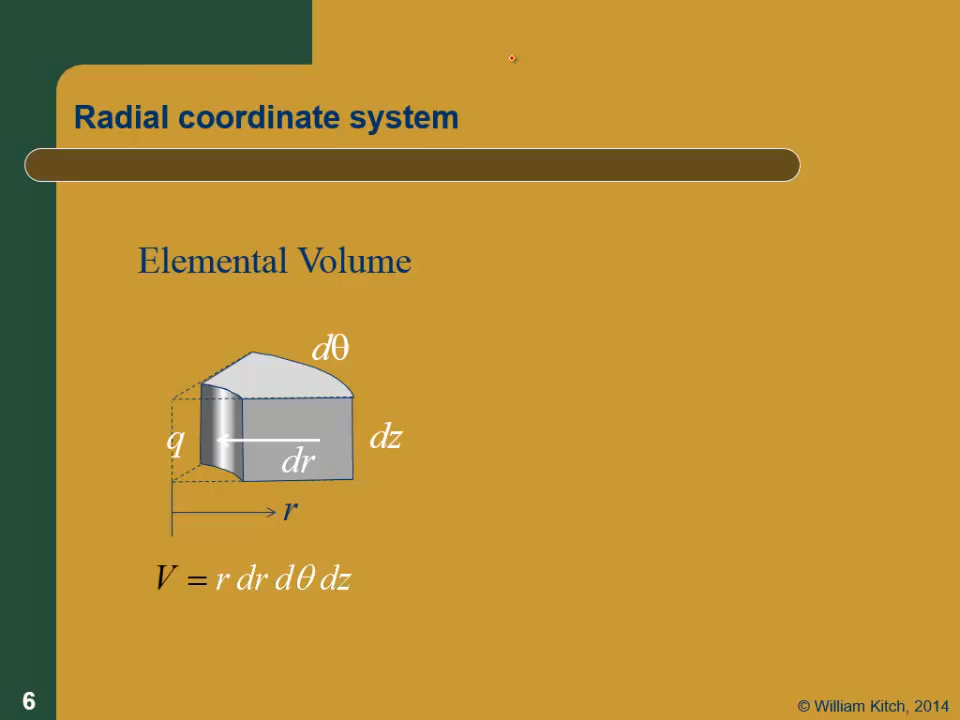 Radial coordinate system
Elemental Volume
dθ
q
dz
dr
r
V = r dr dθ dz
6
© William Kitch, 2014